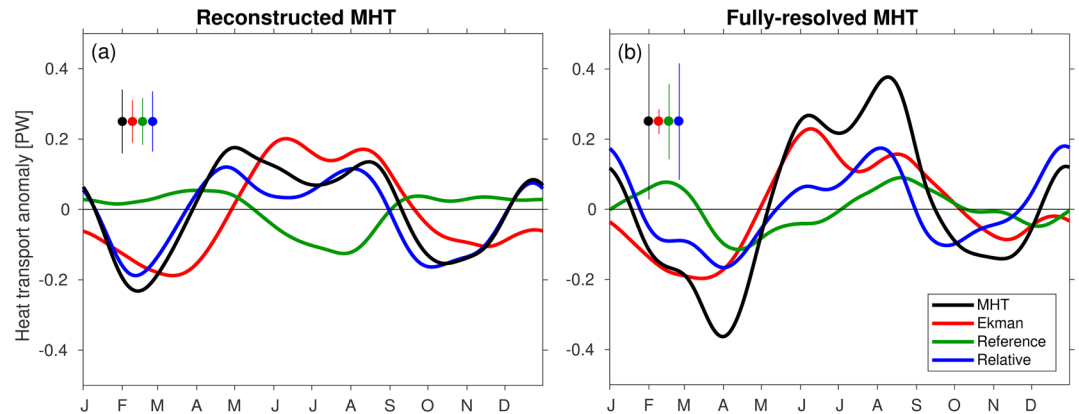 Reconstructed MHT
Fully-resolved MHT
(a)
(b)
Heat transport anomaly [PW]
0.4
0.2
0
-0.2
-0.4
J F M A M J J A S O N D
0.4
0.2
0
-0.2
-0.4
J F M A M J J A S O N D
MHT
Ekman
Reference
Relative